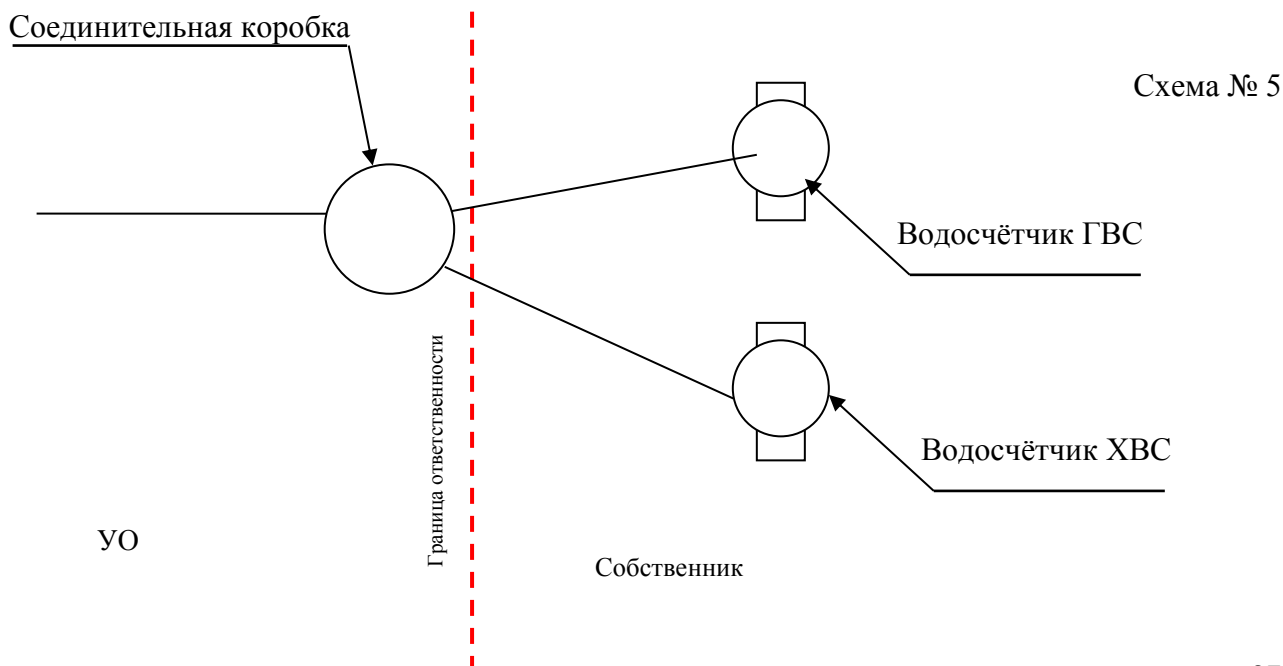 Соединительная коробка
Схема № 5
Водосчётчик ГВС
Водосчётчик ХВС
Граница ответственности
УО
Собственник